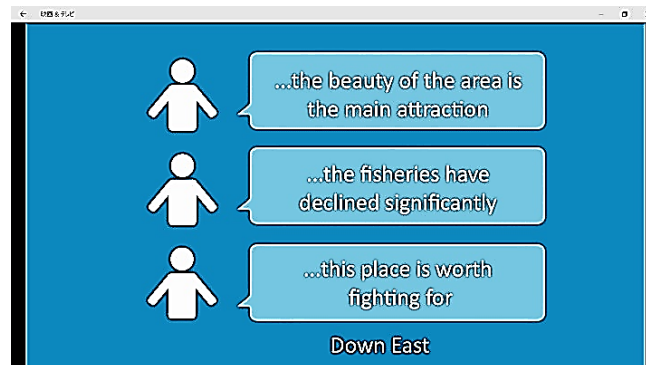 映画 & テレビ
...the beauty of the area is
the main attraction
...the fisheries have
declined significantly
...this place is worth
fighting for
Down East